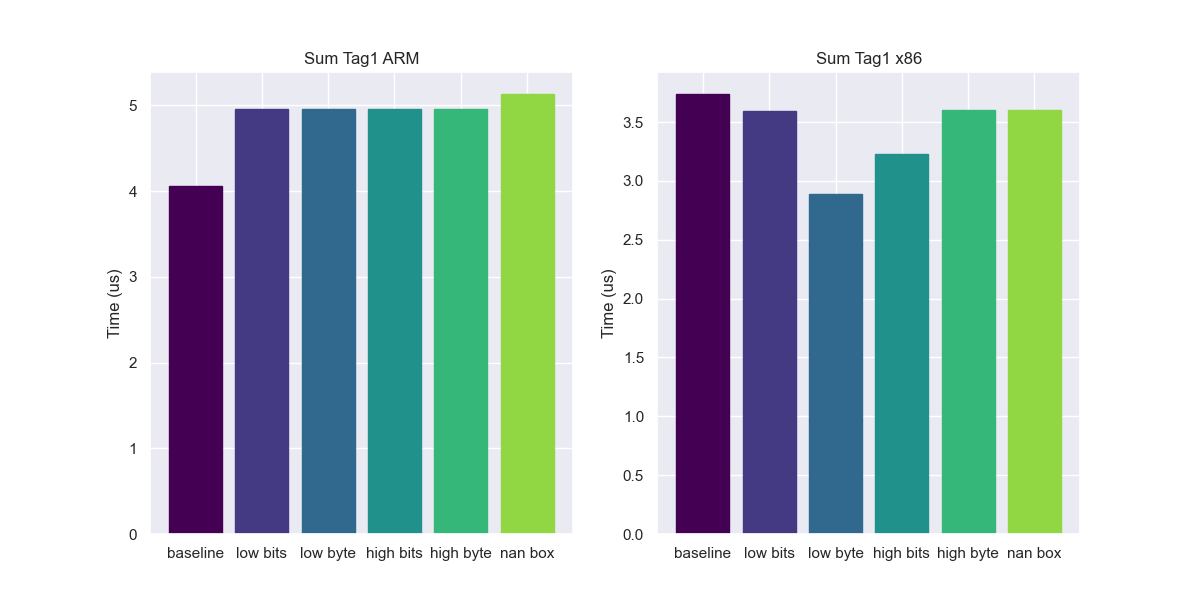 Sum Tag1 ARM
Time (us)
5
4
3
2
1
0
baseline low bits low byte high bits high byte nan box
Sum Tag1 x86
Time (us)
3.5
3.0
2.5
2.0
1.5
1.0
0.5
0.0
baseline low bits low byte high bits high byte nan box